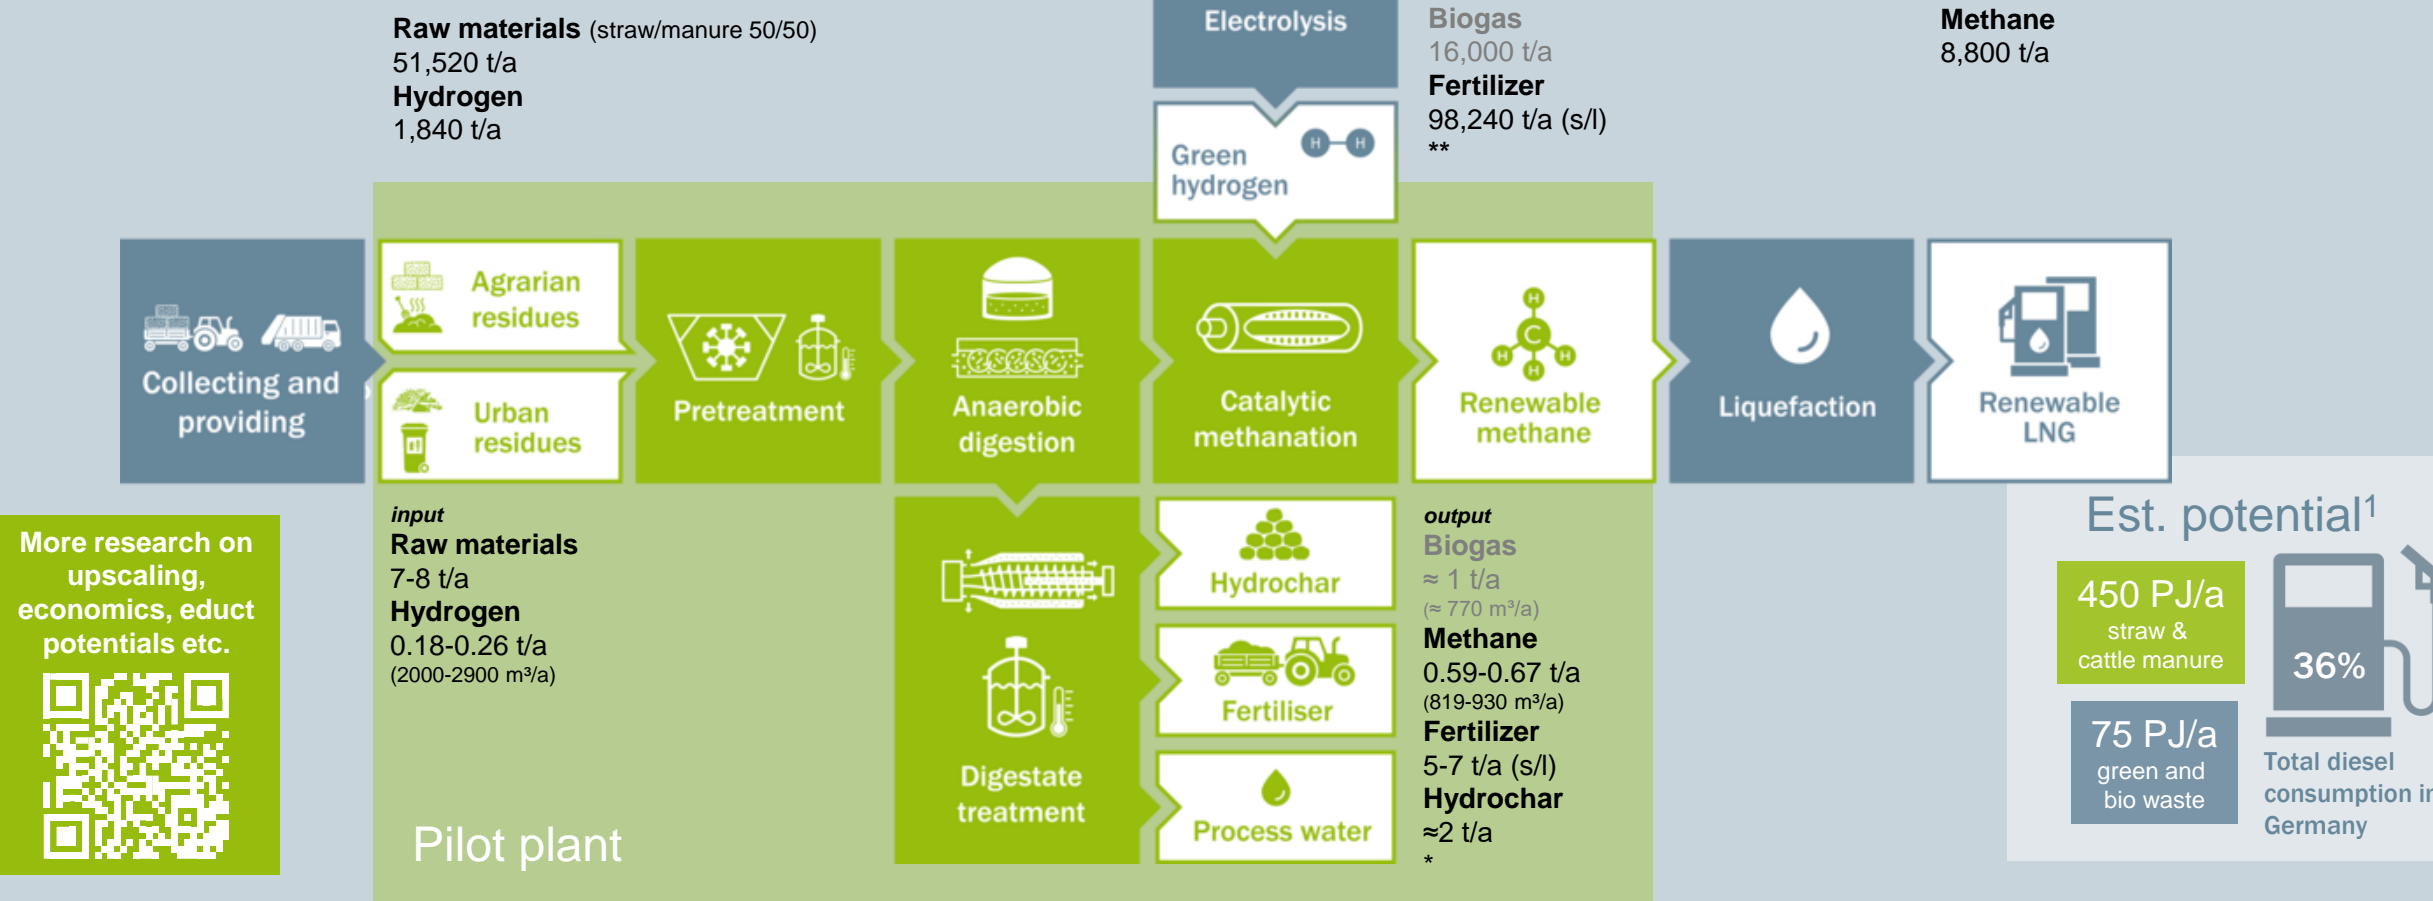 Raw materials (straw/manure 50/50)
51,520 t/a
Hydrogen
1,840 t/a
Electrolysis
Biogas
16,000 t/a
Fertilizer
98,240 t/a (s/l)
**
Methane
8,800 t/a
Green
hydrogen
H H
Collecting and
providing
Agrarian
residues
Urban
residues
Pretreatment
Anaerobic
digestion
Catalytic
methanation
H
C
H H
H
Renewable
methane
Liquefaction
Renewable
LNG
More research on
upscaling,
economics, educt
potentials etc.
input
Raw materials
7-8 t/a
Hydrogen
0.18-0.26 t/a
(2000-2900 m³/a)
Pilot plant
Digestate
treatment
Hydrochar
Fertiliser
Process water
output
Biogas
≈ 1 t/a
(≈ 770 m³/a)
Methane
0.59-0.67 t/a
(819-930 m³/a)
Fertilizer
5-7 t/a (s/l)
Hydrochar
≈2 t/a
*
Est. potential¹
450 PJ/a
straw &
cattle manure
75 PJ/a
green and
bio waste
36%
Total diesel
consumption in
Germany